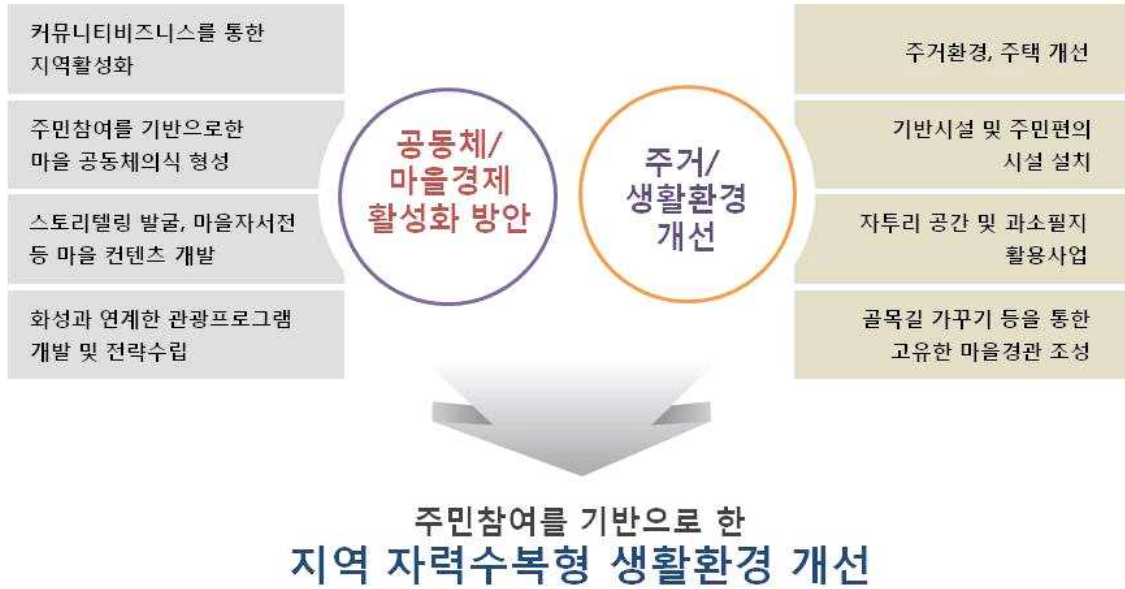 커뮤니티비즈니스를 통한
지역활성화
주민참여를 기반으로한
마을 공동체의식 형성
스토리텔링 발굴, 마을자서전
등 마을 컨텐츠 개발
화성과 연계한 관광프로그램
개발 및 전략수립
공동체/
마을경제
활성화 방안
주거/
생활환경
개선
주거환경, 주택 개선
기반시설 및 주민편의
시설 설치
자투리 공간 및 과소필지
활용사업
골목길 가꾸기 등을 통한
고유한 마을경관 조성
주민참여를 기반으로 한
지역 자력수복형 생활환경 개선